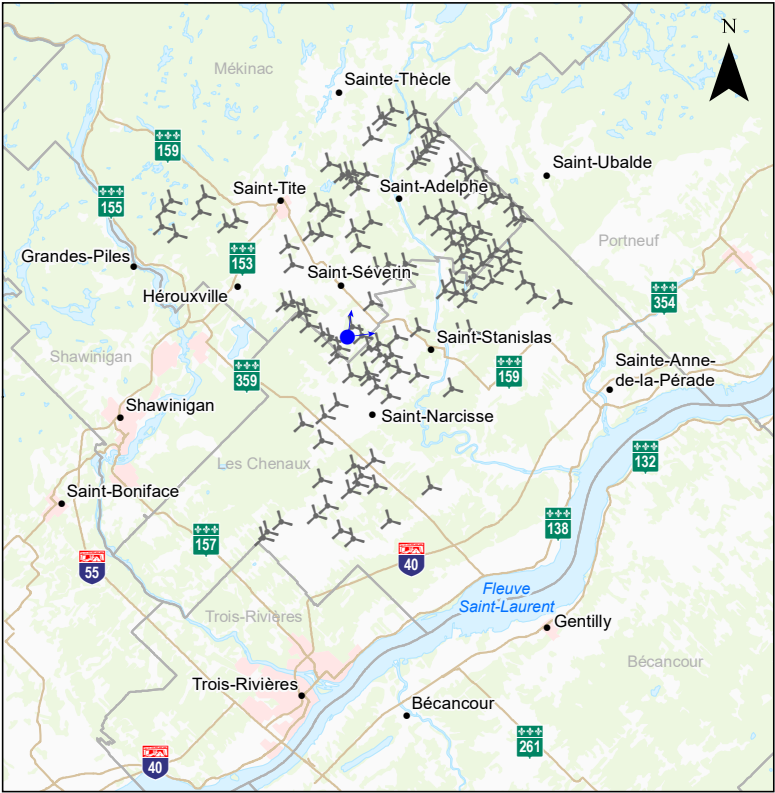 N
Mékinac
Sainte-Thècle
159
Saint-Ubalde
Saint-Tite
Saint-Adelphe
155
Portneuf
Grandes-Piles
153
Saint-Séverin
Hérouxville
354
Saint-Stanislas
Shawinigan
Sainte-Anne-
de-la-Pérade
359
159
Shawinigan
Saint-Narcisse
132
Les Chenaux
Saint-Boniface
138
157
40
55
Fleuve
Saint-Laurent
Trois-Rivières
Gentilly
Bécancour
Trois-Rivières
Bécancour
261
40